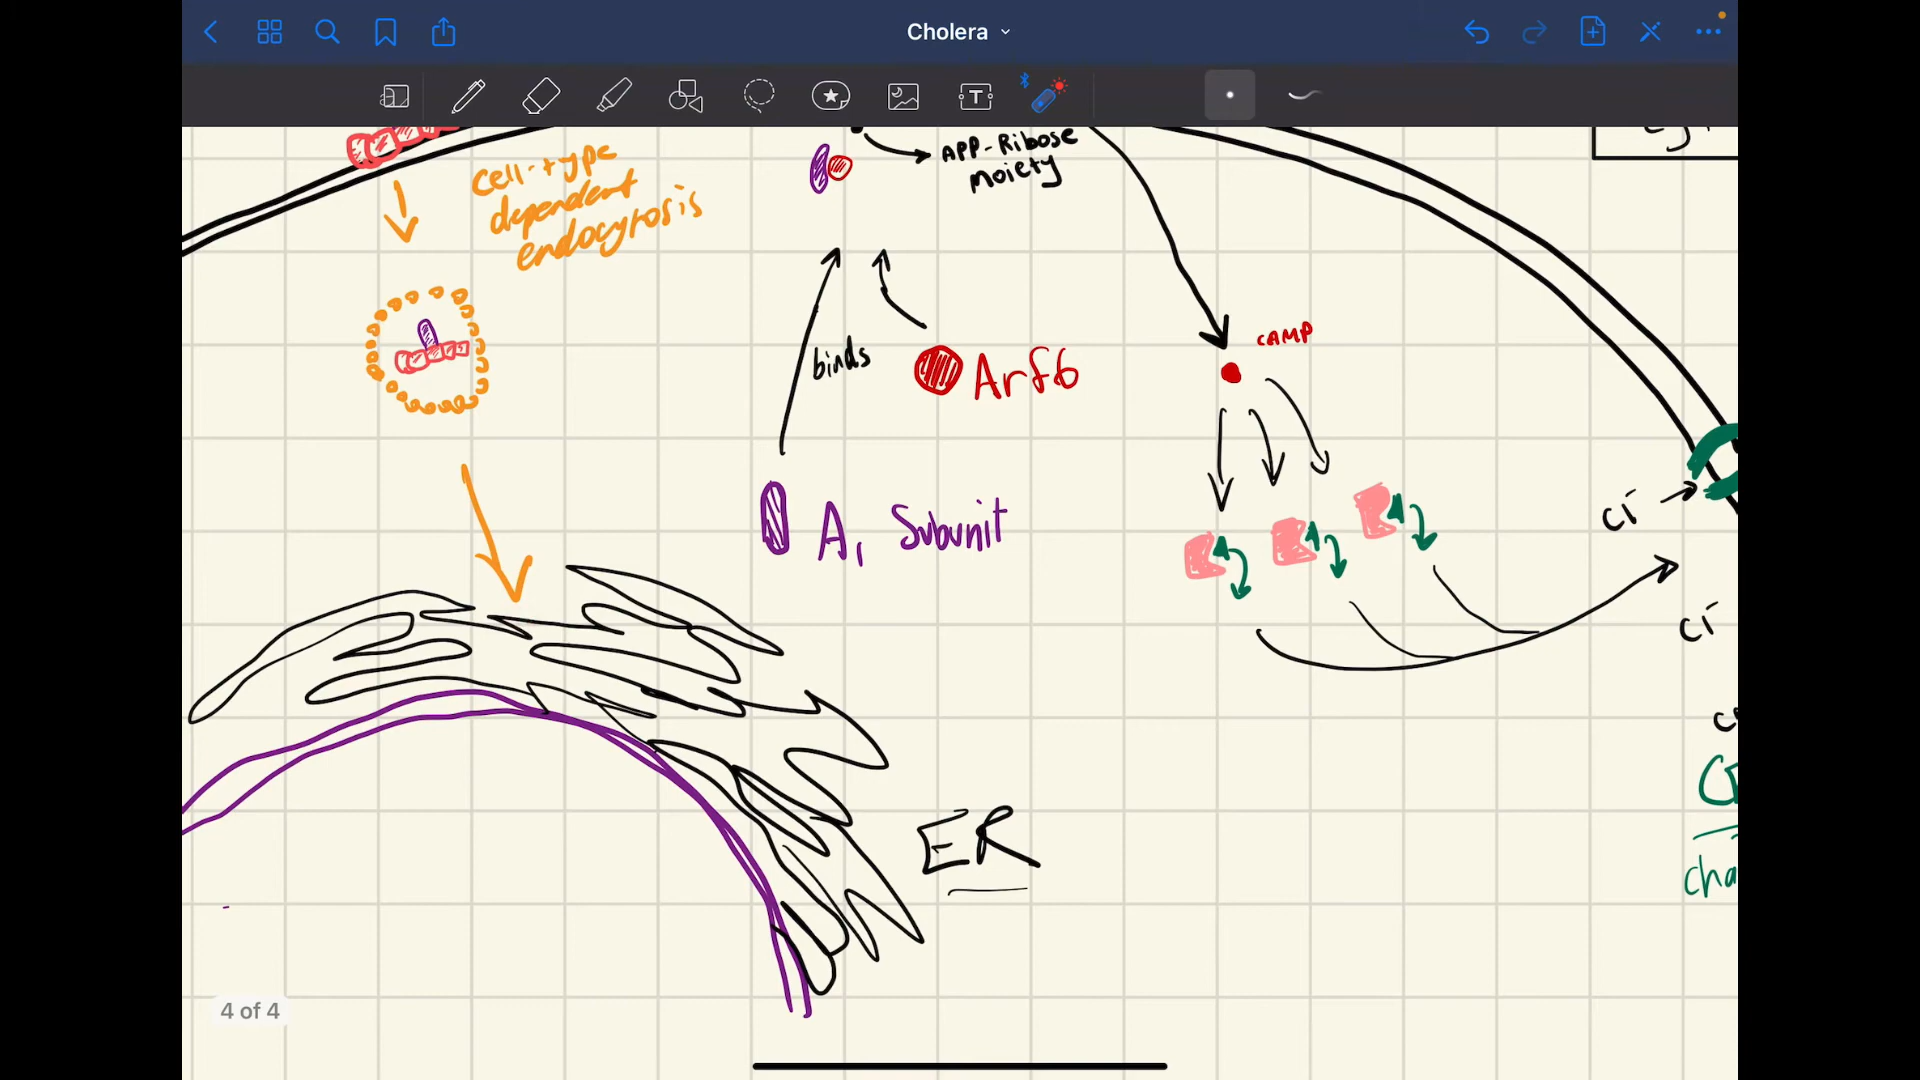 Cholera
APP-Ribose
moiety
cell-type
dependent
endocytosis
cAMP
binds
Arf6
A1 Subunit
Cl-
Cl-
ER
cha
4 of 4